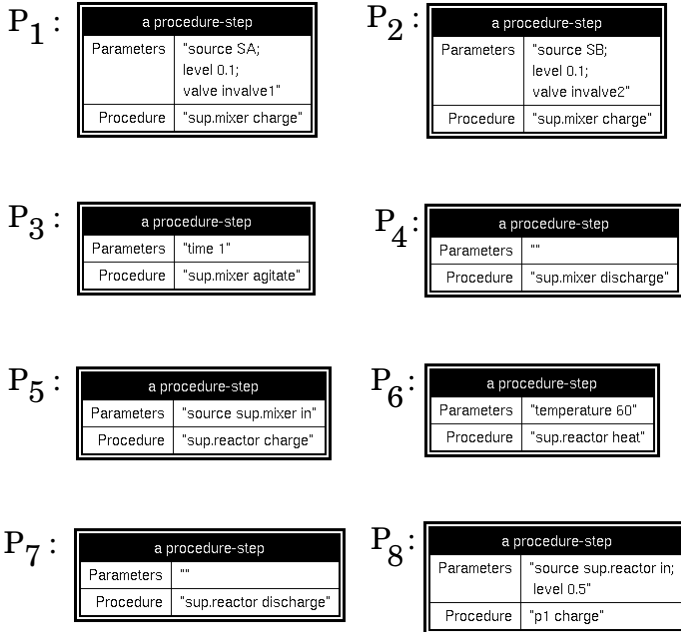 P1:
a procedure-step
Parameters "source SA;
level 0.1;
valve invalve1"
Procedure "sup.mixer charge"
P2:
a procedure-step
Parameters "source SB;
level 0.1;
valve invalve2"
Procedure "sup.mixer charge"
P3:
a procedure-step
Parameters "time 1"
Procedure "sup.mixer agitate"
P4:
a procedure-step
Parameters ""
Procedure "sup.mixer discharge"
P5:
a procedure-step
Parameters "source sup.mixer in"
Procedure "sup.reactor charge"
P6:
a procedure-step
Parameters "temperature 60"
Procedure "sup.reactor heat"
P7:
a procedure-step
Parameters ""
Procedure "sup.reactor discharge"
P8:
a procedure-step
Parameters "source sup.reactor in;
level 0.5"
Procedure "p1 charge"